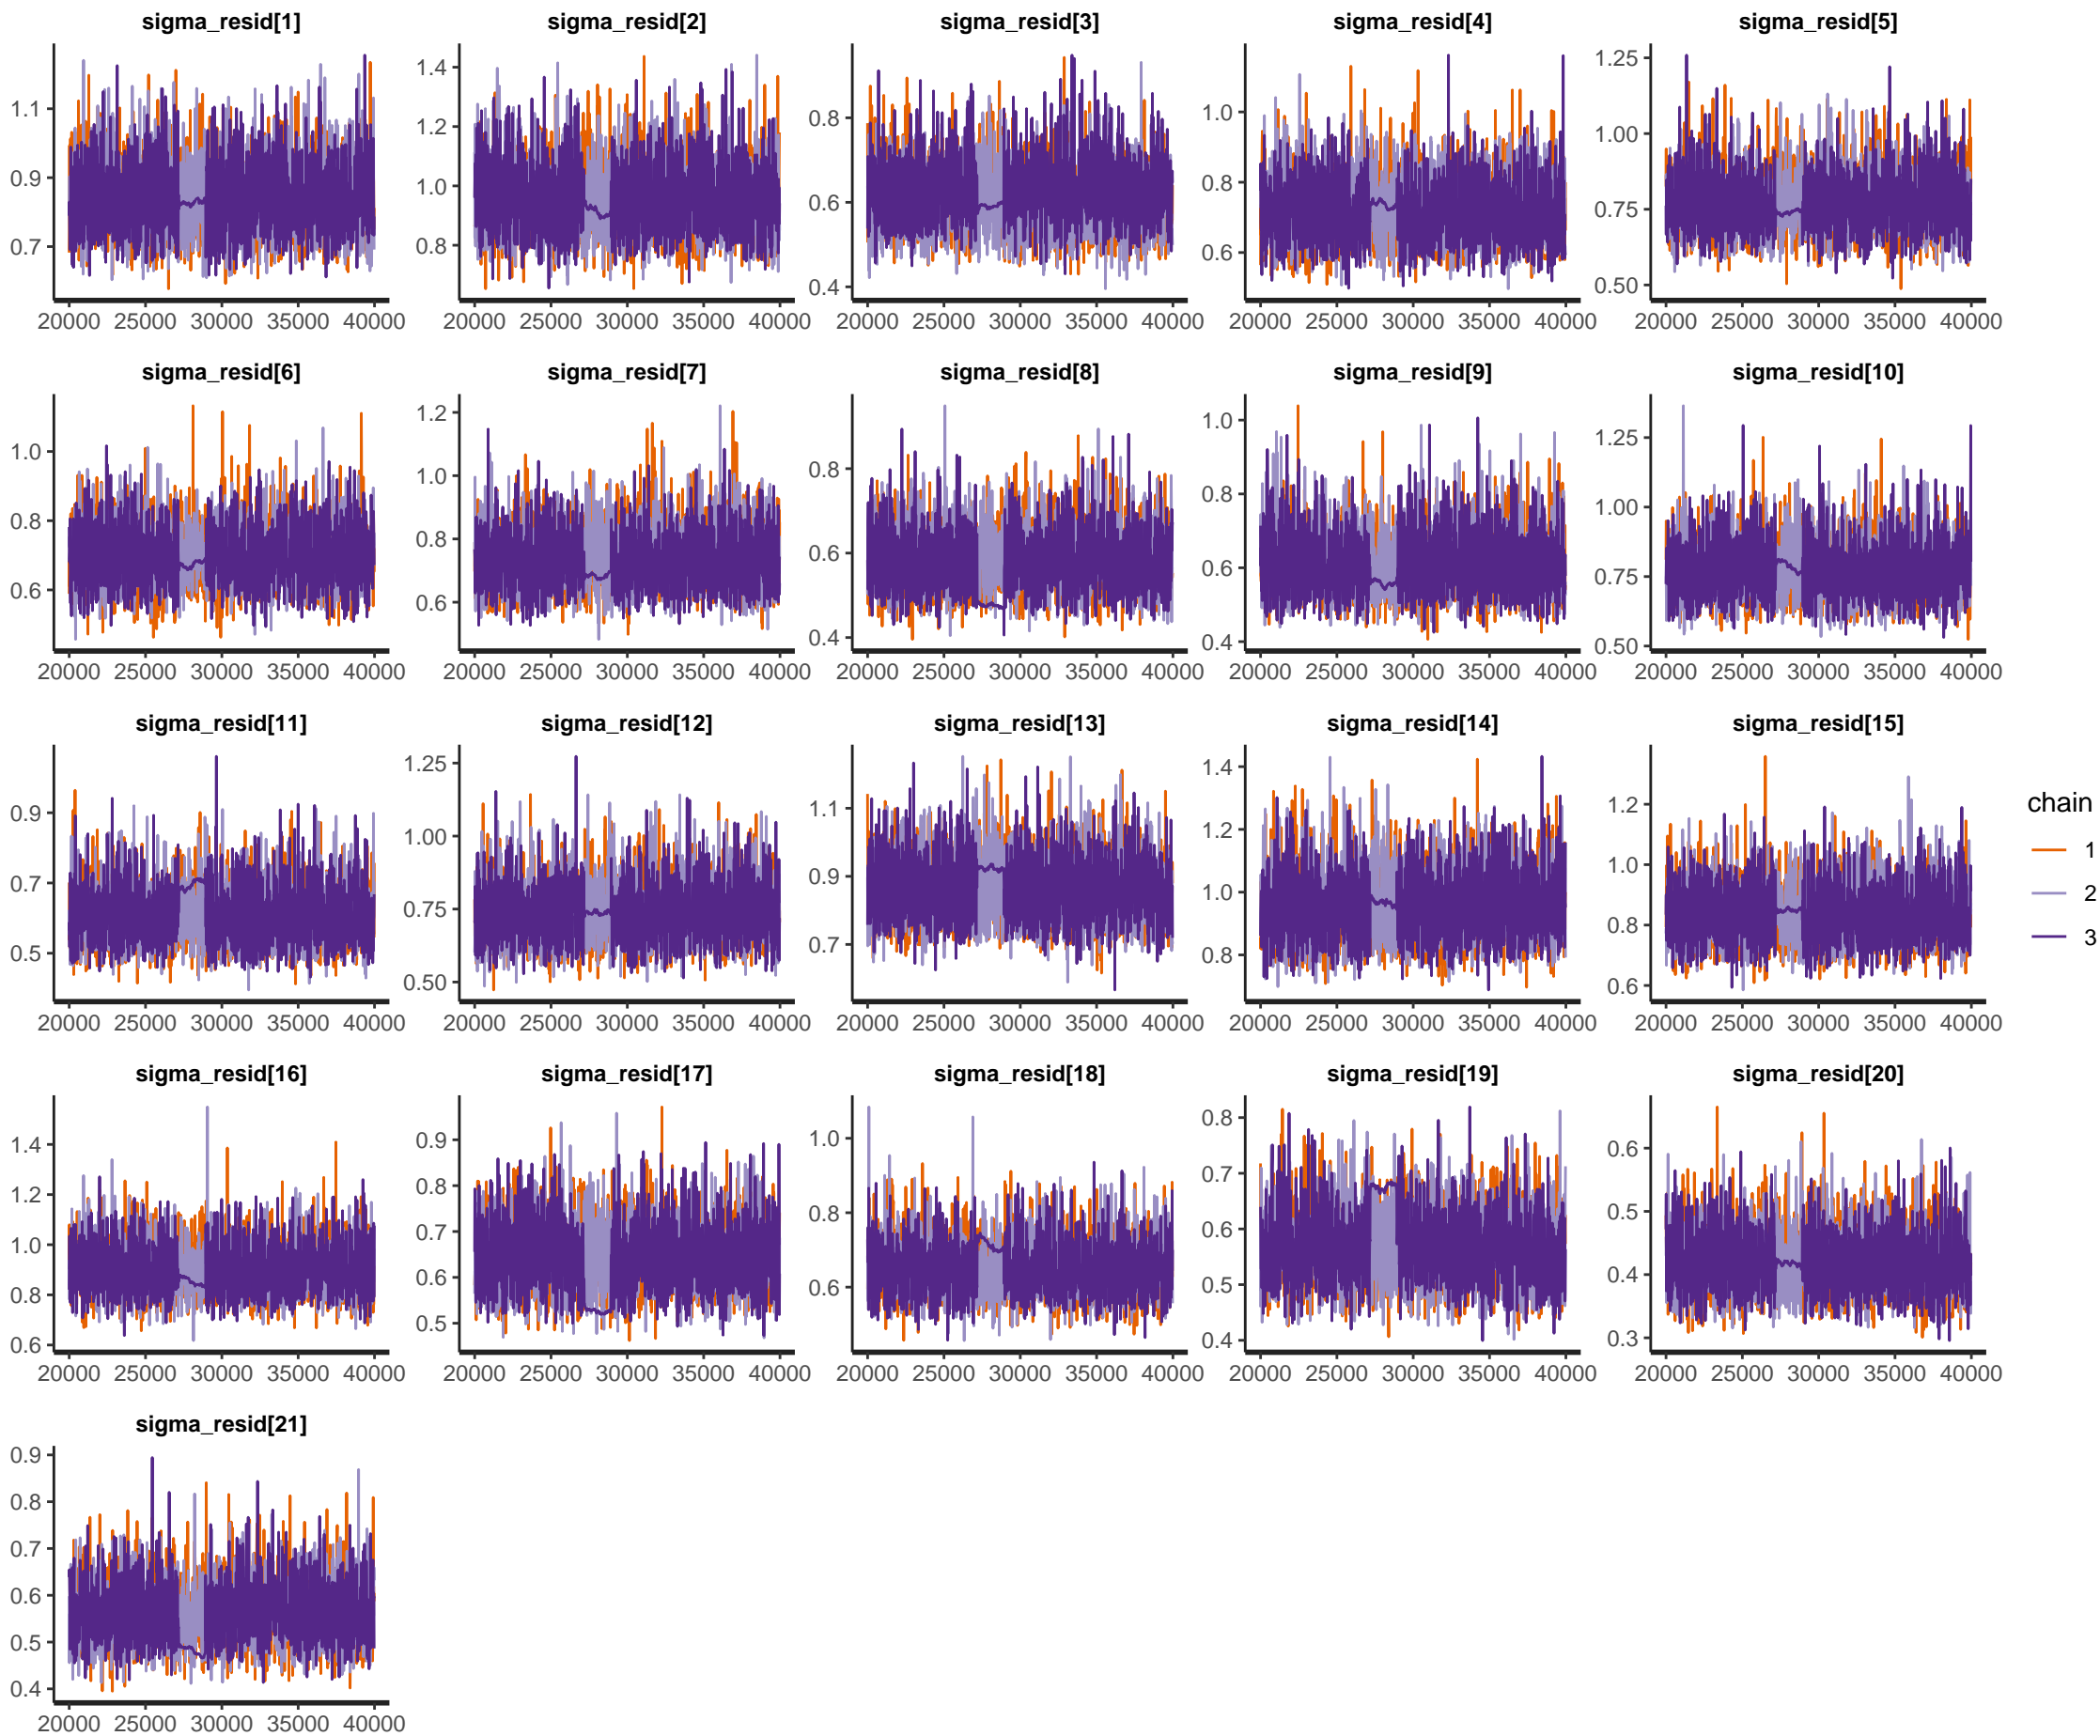 sigma_resid[1] sigma_resid[2] sigma_resid[3] sigma_resid[4] sigma_resid[5]
1.1 0.9 0.7
1.4 1.2 1.0 0.8
0.8 0.6 0.4
1.0 0.8 0.6
1.25 1.00 0.75 0.50
20000 25000 30000 35000 40000 20000 25000 30000 35000 40000 20000 25000 30000 35000 40000 20000 25000 30000 35000 40000 20000 25000 30000 35000 40000
sigma_resid[6] sigma_resid[7] sigma_resid[8] sigma_resid[9] sigma_resid[10]
1.0 0.8 0.6
1.2 1.0 0.8 0.6
0.8 0.6 0.4
1.0 0.8 0.6 0.4
1.25 1.00 0.75 0.50
20000 25000 30000 35000 40000 20000 25000 30000 35000 40000 20000 25000 30000 35000 40000 20000 25000 30000 35000 40000 20000 25000 30000 35000 40000
sigma_resid[11] sigma_resid[12] sigma_resid[13] sigma_resid[14] sigma_resid[15]
0.9 0.7 0.5
1.25 1.00 0.75 0.50
1.1 0.9 0.7
1.4 1.2 1.0 0.8
1.2 1.0 0.8 0.6
20000 25000 30000 35000 40000 20000 25000 30000 35000 40000 20000 25000 30000 35000 40000 20000 25000 30000 35000 40000 20000 25000 30000 35000 40000
chain
1
2
3
sigma_resid[16] sigma_resid[17] sigma_resid[18] sigma_resid[19] sigma_resid[20]
1.4 1.2 1.0 0.8 0.6
0.9 0.8 0.7 0.6 0.5
1.0 0.8 0.6
0.8 0.7 0.6 0.5 0.4
0.6 0.5 0.4 0.3
20000 25000 30000 35000 40000 20000 25000 30000 35000 40000 20000 25000 30000 35000 40000 20000 25000 30000 35000 40000 20000 25000 30000 35000 40000
sigma_resid[21]
0.9 0.8 0.7 0.6 0.5 0.4
20000 25000 30000 35000 40000